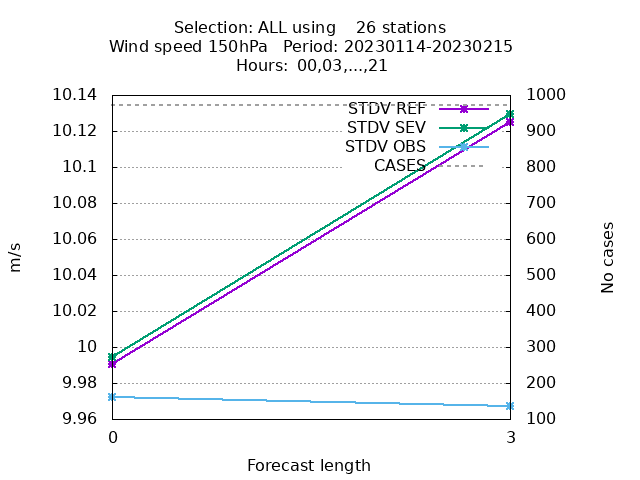 Selection: ALL using    26 stations
Wind speed 150hPa   Period: 20230114-20230215
Hours:  00,03,...,21
10.14
10.12
10.1
10.08
10.06
10.04
10.02
10
9.98
9.96
1000
900
800
700
600
500
400
300
200
100
STDV REF
STDV SEV
STDV OBS
CASES
m/s
No cases
0
3
Forecast length